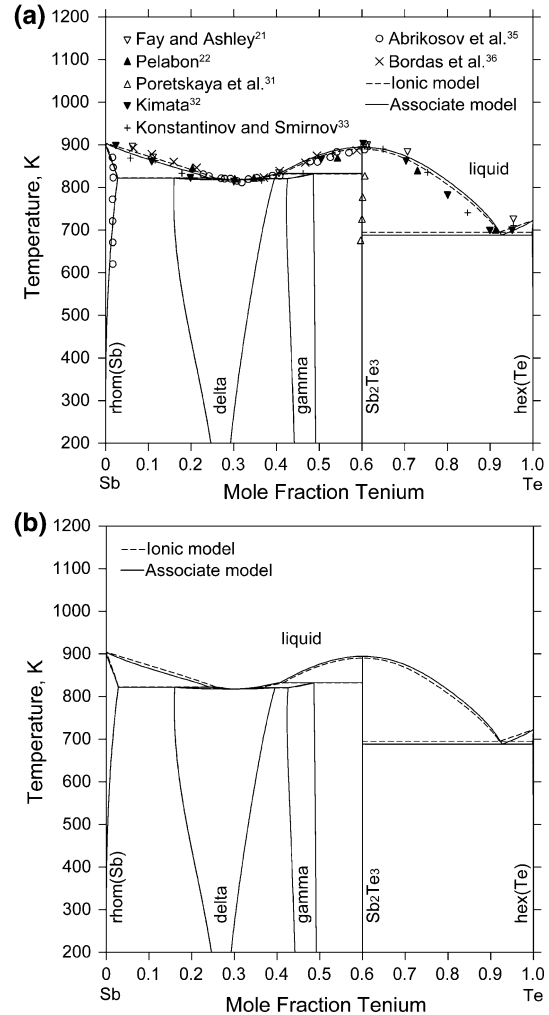 (a)
1200
1100
1000
900
800
700
600
500
400
300
200
Temperature, K
Fay and Ashley21
Pelabon22
Poretskaya et al.31
Kimata32
Konstantinov and Smirnov33
Abrikosov et al.35
Bordas et al.36
Ionic model
Associate model
liquid
rhom(Sb)
delta
gamma
Sb2Te3
hex(Te)
0 0.1 0.2 0.3 0.4 0.5 0.6 0.7 0.8 0.9 1.0
Sb Te
Mole Fraction Tenium
(b)
1200
1100
1000
900
800
700
600
500
400
300
200
Temperature, K
Ionic model
Associate model
liquid
rhom(Sb)
delta
gamma
Sb2Te3
hex(Te)
0 0.1 0.2 0.3 0.4 0.5 0.6 0.7 0.8 0.9 1.0
Sb Te
Mole Fraction Tenium